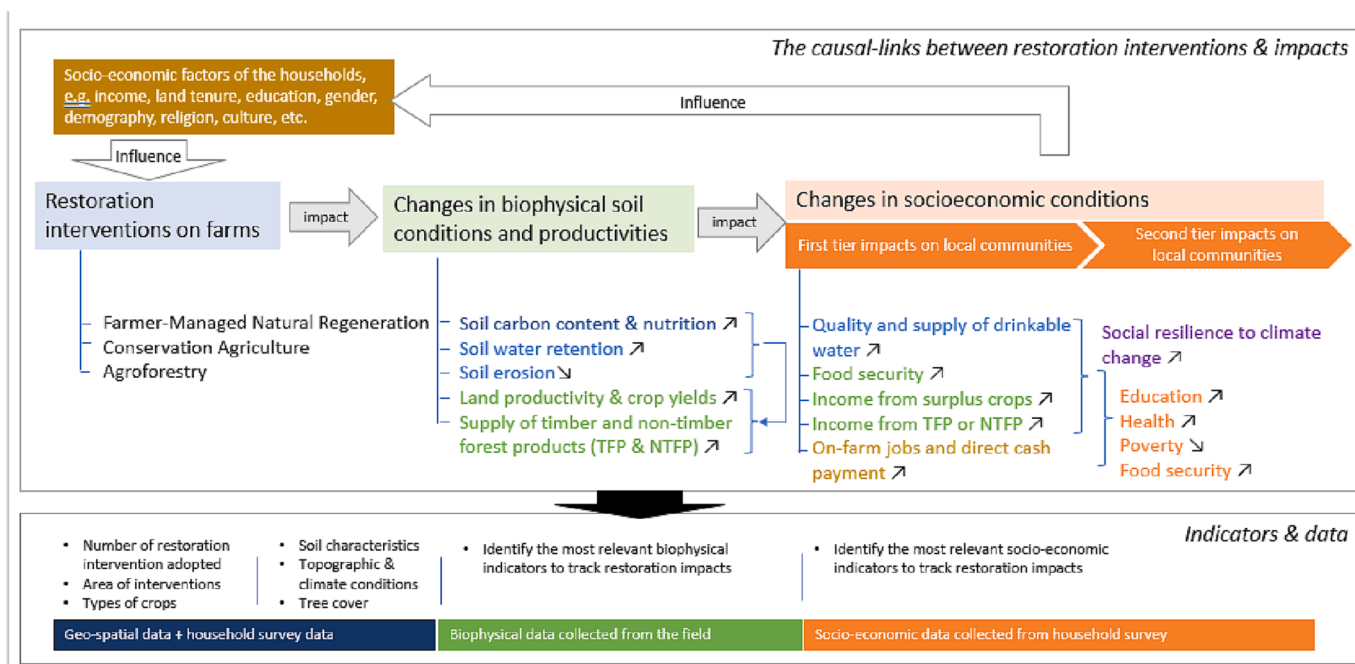 The causal-links between restoration interventions & impacts
Socio-economic factors of the households,
e.g. income, land tenure, education, gender,
demography, religion, culture, etc.
Influence
Influence
Restoration
interventions on farms
impact
Changes in biophysical soil
conditions and productivities
impact
Changes in socioeconomic conditions
First tier impacts on local communities
Second tier impacts on
local communities
Farmer-Managed Natural Regeneration
Conservation Agriculture
Agroforestry
Soil carbon content & nutrition ↗
Soil water retention ↗
Soil erosion ↘
Land productivity & crop yields ↗
Supply of timber and non-timber
forest products (TFP & NTFP) ↗
Quality and supply of drinkable
water ↗
Food security ↗
Income from surplus crops ↗
Income from TFP or NTFP ↗
On-farm jobs and direct cash
payment ↗
Social resilience to climate
change ↗
Education ↗
Health ↗
Poverty ↘
Food security ↗
Indicators & data
• Number of restoration
intervention adopted
• Area of interventions
• Types of crops
• Soil characteristics
• Topographic &
climate conditions
• Tree cover
• Identify the most relevant biophysical
indicators to track restoration impacts
• Identify the most relevant socio-economic
indicators to track restoration impacts
Geo-spatial data + household survey data
Biophysical data collected from the field
Socio-economic data collected from household survey